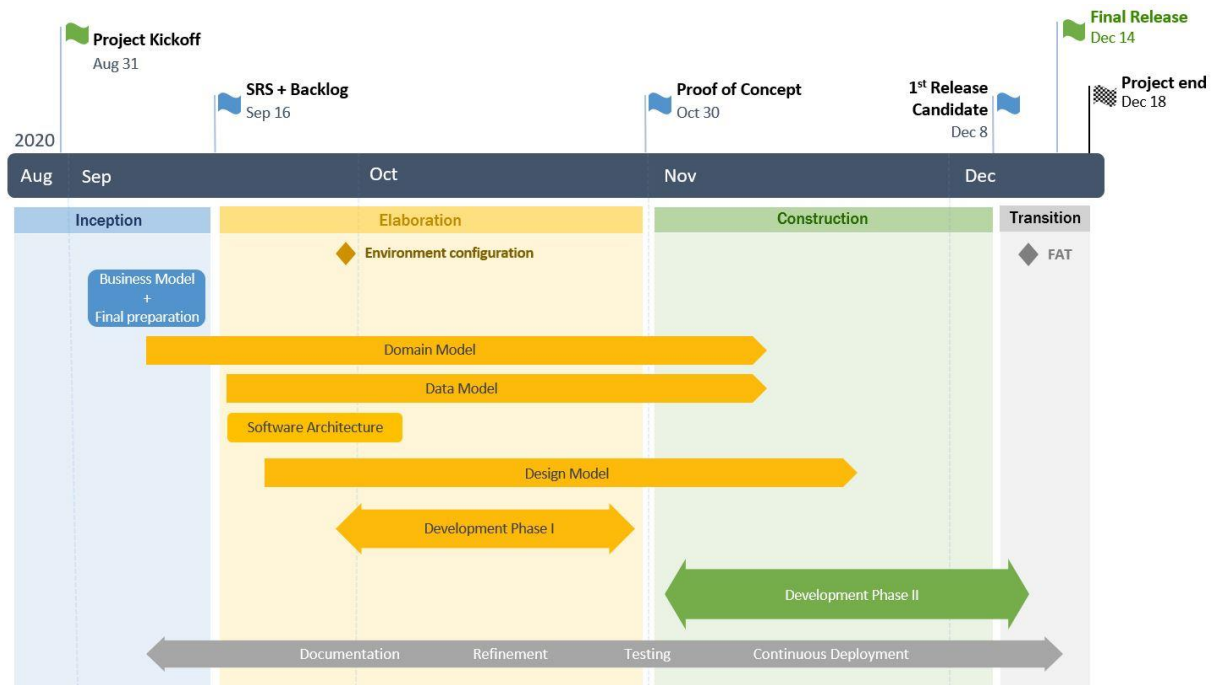 Final Release
Dec 14
Project Kickoff
Aug 31
SRS + Backlog
Sep 16
Proof of Concept
Oct 30
1st Release
Candidate
Dec 8
Project end
Dec 18
2020
Aug Sep Oct Nov Dec
Inception Elaboration Construction Transition
Environment configuration FAT
Business Model
+
Final preparation
Domain Model
Data Model
Software Architecture
Design Model
Development Phase I
Development Phase II
Documentation Refinement Testing Continuous Deployment